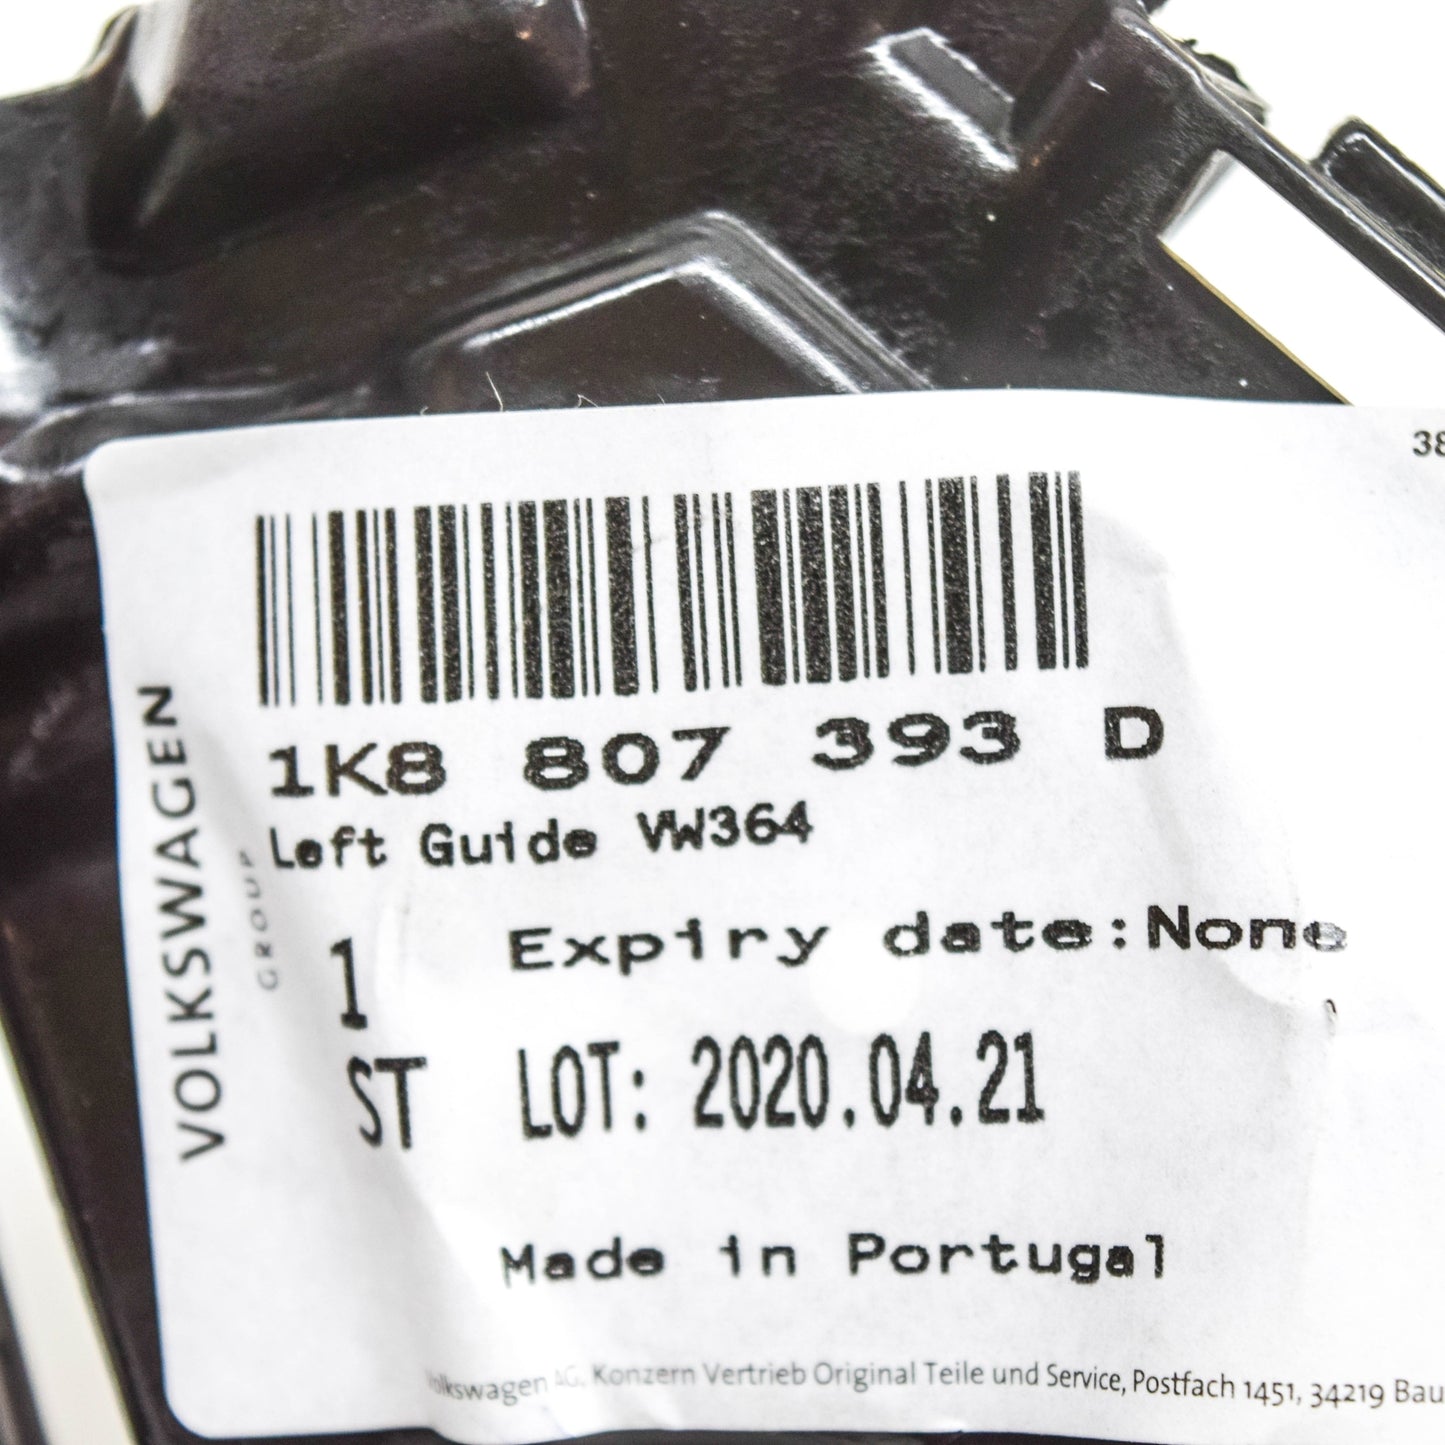 38
1K8 807 393 D
Left Guide VW364
Expiry date:None
1
ST LOT: 2020.04.21
Made in Portugal
Volkswagen AG, Konzern Vertrieb Original Teile und Service, Postfach 1451, 34219 Bau
VOLKSWAGEN
GROUP